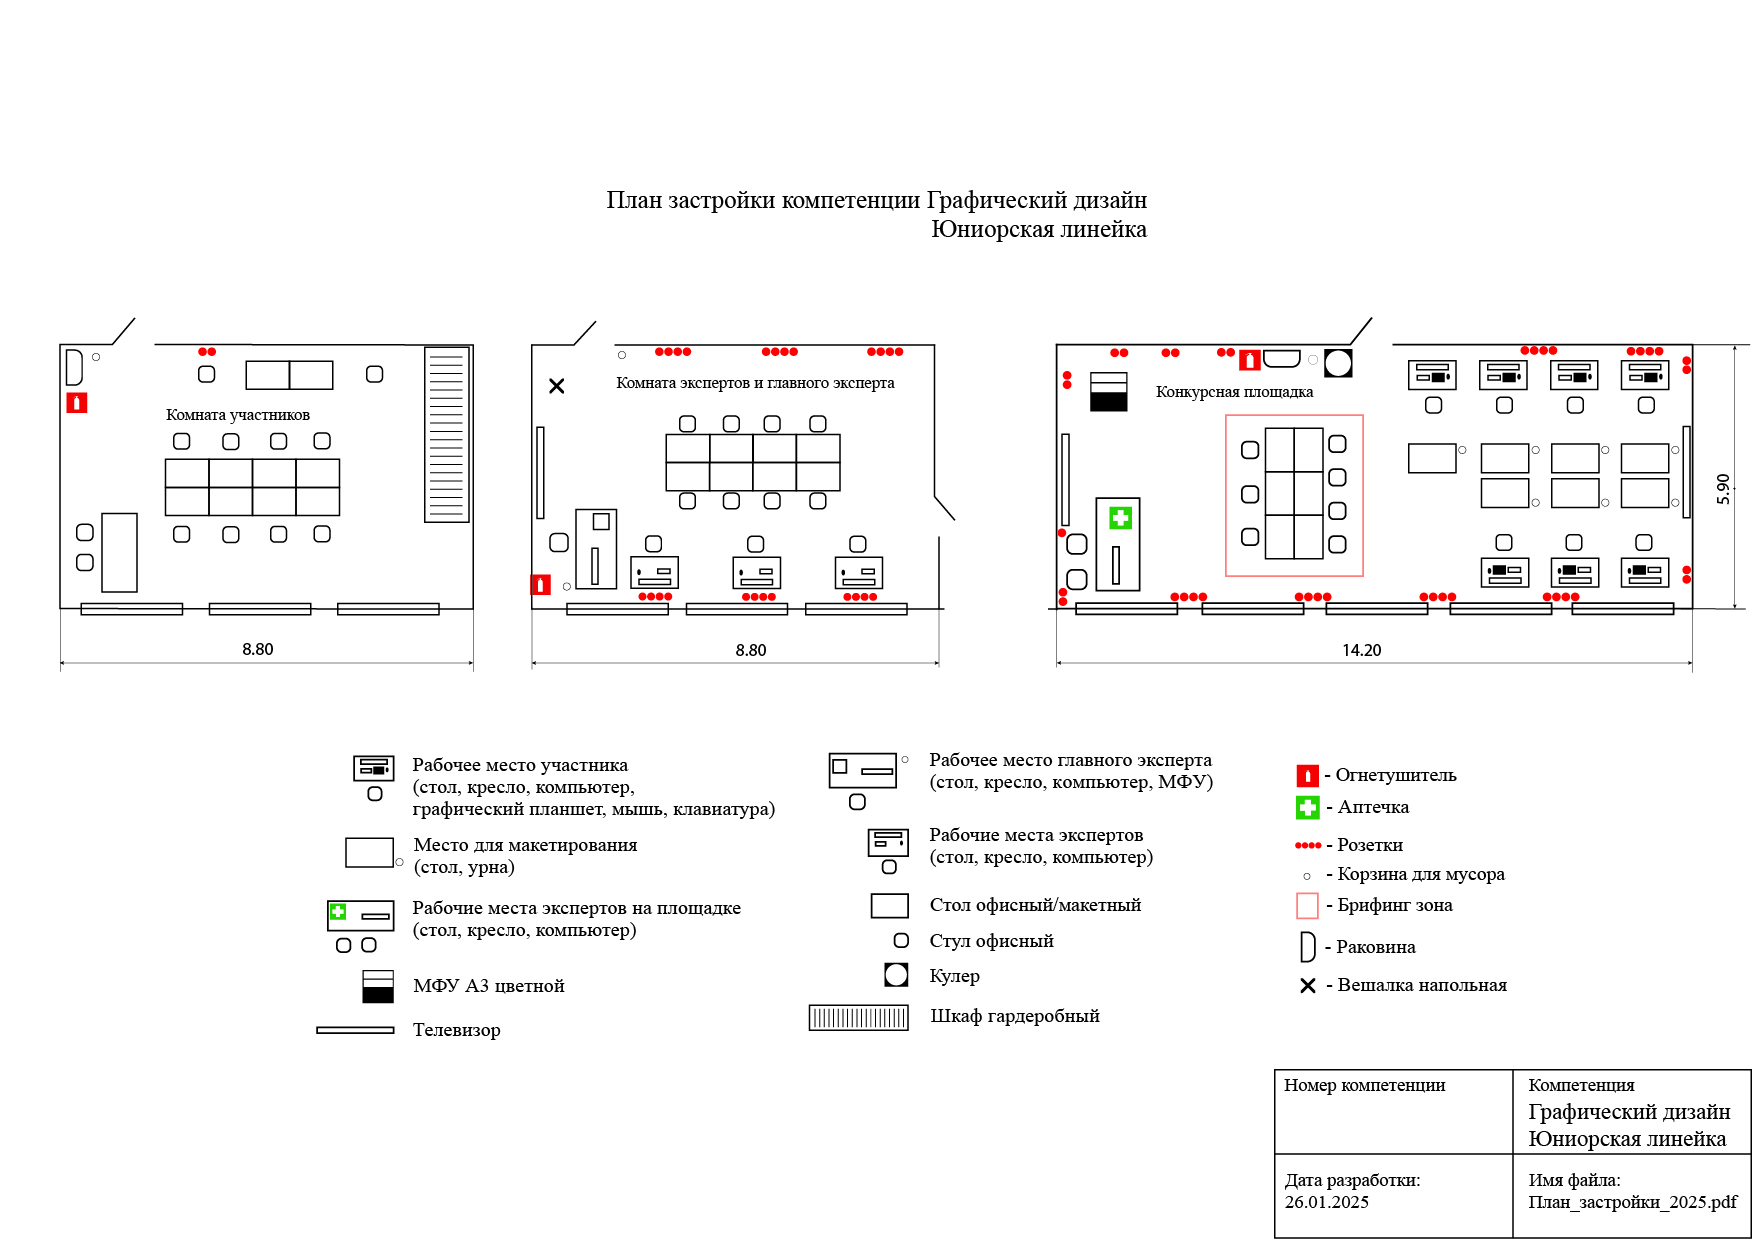 План застройки компетенции Графический дизайн
Юниорская линейка
Комната участников
Комната экспертов и главного эксперта
Конкурсная площадка
8.80
8.80
14.20
5.90
Рабочее место участника
(стол, кресло, компьютер,
графический планшет, мышь, клавиатура)
Место для макетирования
(стол, урна)
Рабочие места экспертов на площадке
(стол, кресло, компьютер)
МФУ А3 цветной
Телевизор
Рабочее место главного эксперта
(стол, кресло, компьютер, МФУ)
Рабочие места экспертов
(стол, кресло, компьютер)
Стол офисный/макетный
Стул офисный
Кулер
Шкаф гардеробный
- Огнетушитель
- Аптечка
- Розетки
- Корзина для мусора
- Брифинг зона
- Раковина
- Вешалка напольная
Номер компетенции
Компетенция
Графический дизайн
Юниорская линейка
Дата разработки:
26.01.2025
Имя файла:
План_застройки_2025.pdf